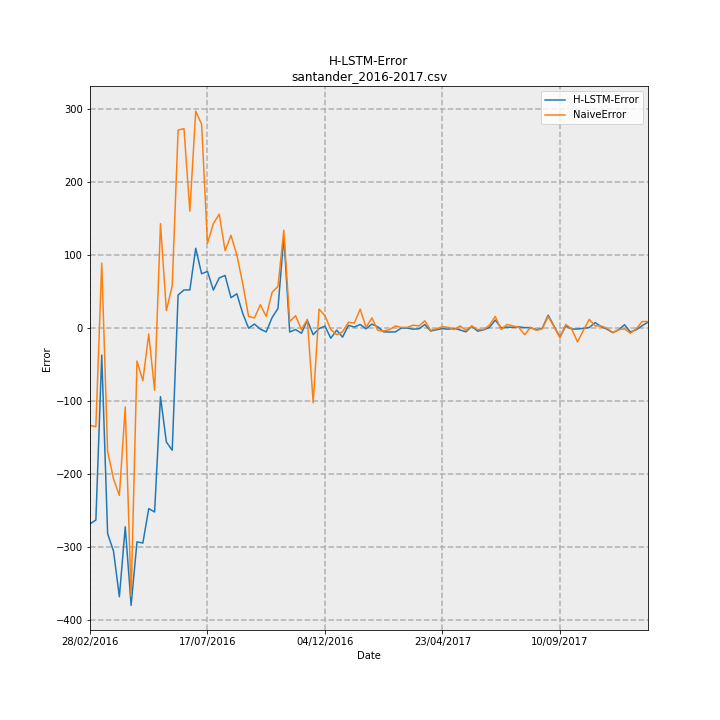 H-LSTM-Error
santander_2016-2017.csv
H-LSTM-Error
NaiveError
300
200
100
0
−100
−200
−300
−400
Error
28/02/2016 17/07/2016 04/12/2016 23/04/2017 10/09/2017
Date